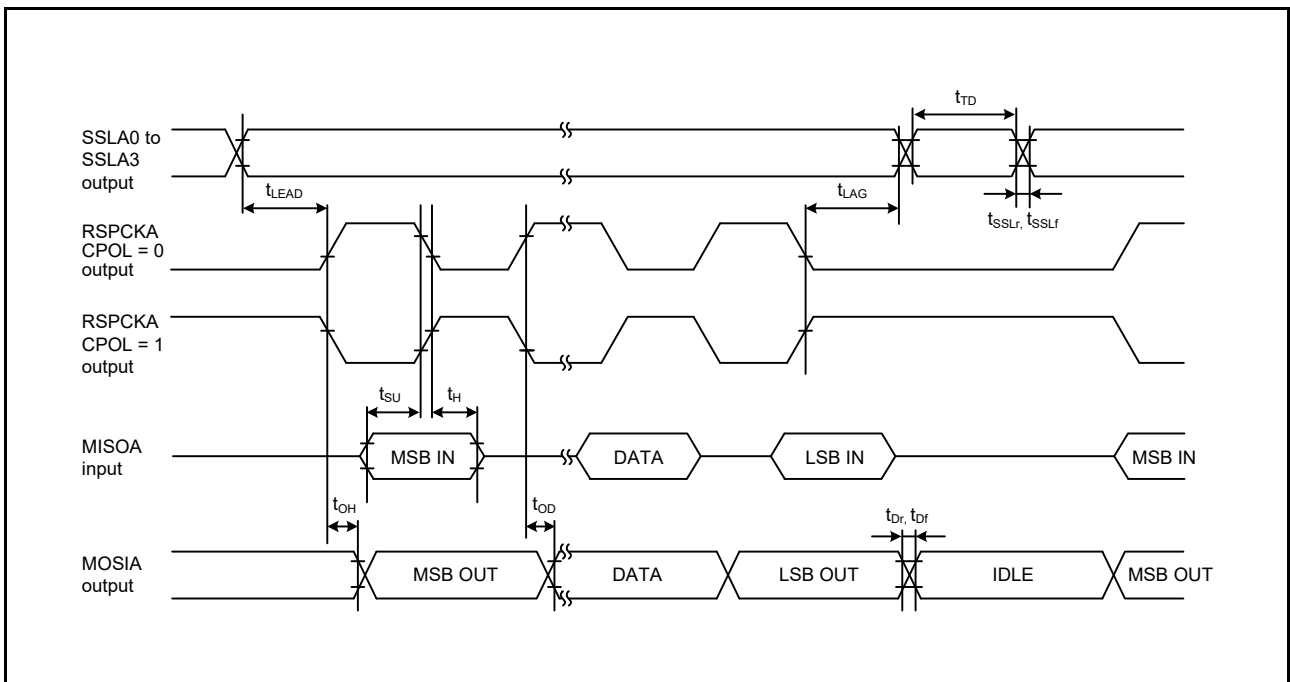 tTD
SSLA0 to
SSLA3
output
tLEAD
tLAG
tSSLr, tSSLf
RSPCKA
CPOL = 0
output
RSPCKA
CPOL = 1
output
tSU
tH
MISOA
input
MSB IN
DATA
LSB IN
MSB IN
tOH
tOD
tDr, tDf
MOSIA
output
MSB OUT
DATA
LSB OUT
IDLE
MSB OUT